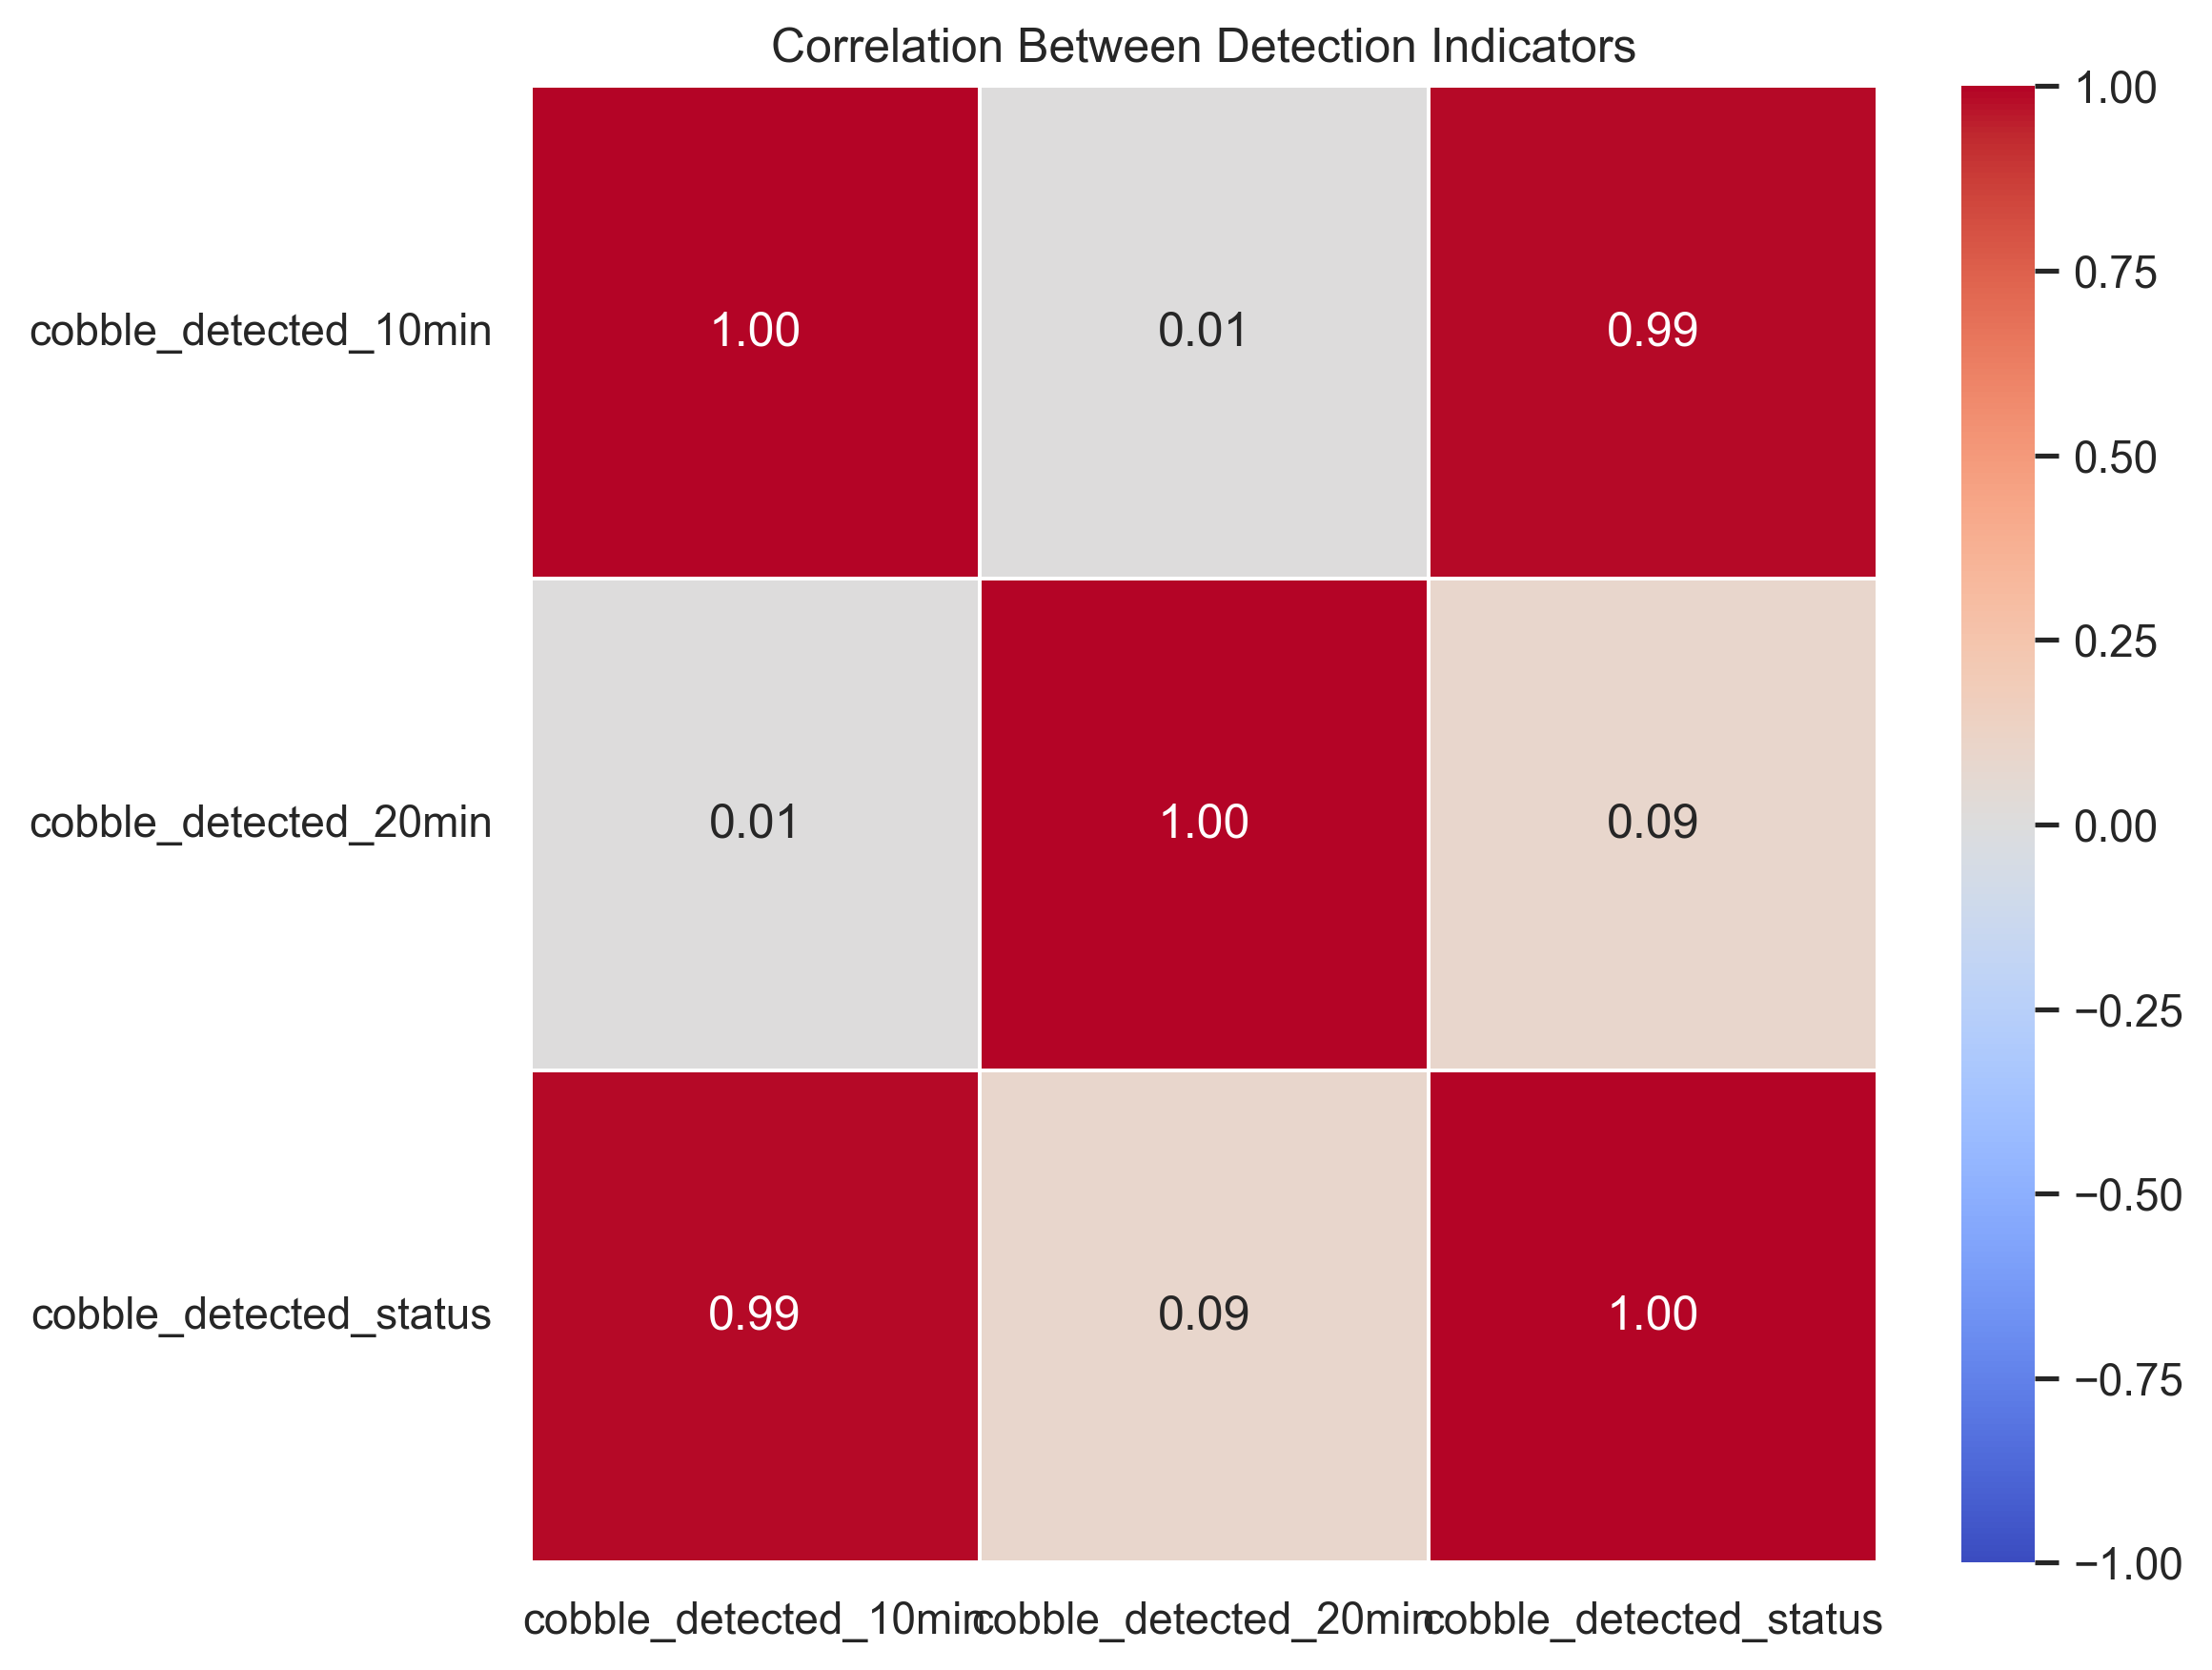 Correlation Between Detection Indicators
cobble_detected_10min
1.00
0.01
0.99
cobble_detected_20min
0.01
1.00
0.09
cobble_detected_status
0.99
0.09
1.00
cobble_detected_10min
cobble_detected_20min
cobble_detected_status
1.00
0.75
0.50
0.25
0.00
−0.25
−0.50
−0.75
−1.00